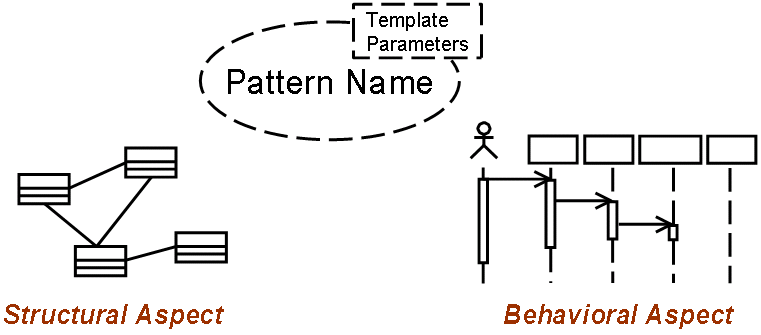 Template
Parameters
Pattern Name
Structural Aspect
Behavioral Aspect